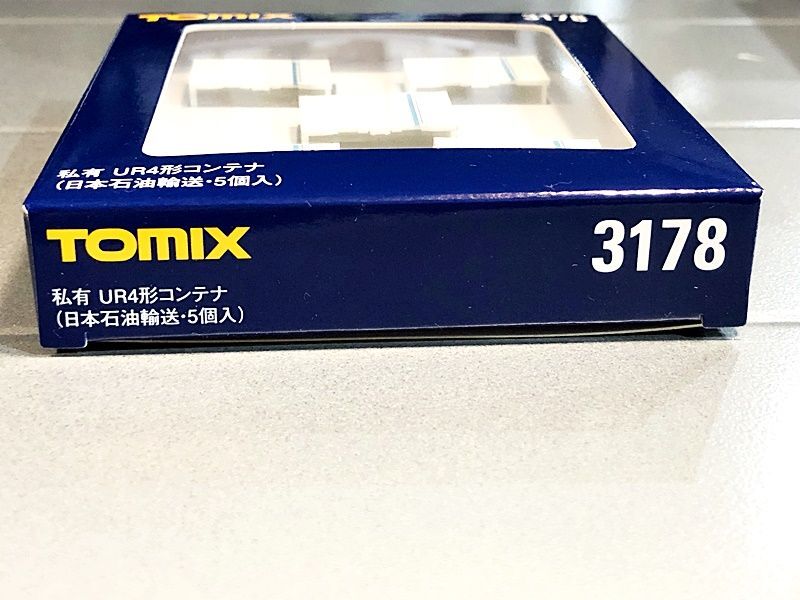 TOMIX 3178
私有 UR4形コンテナ
(日本石油輸送・5個入)
TOMIX 3178
私有 UR4形コンテナ
(日本石油輸送・5個入)